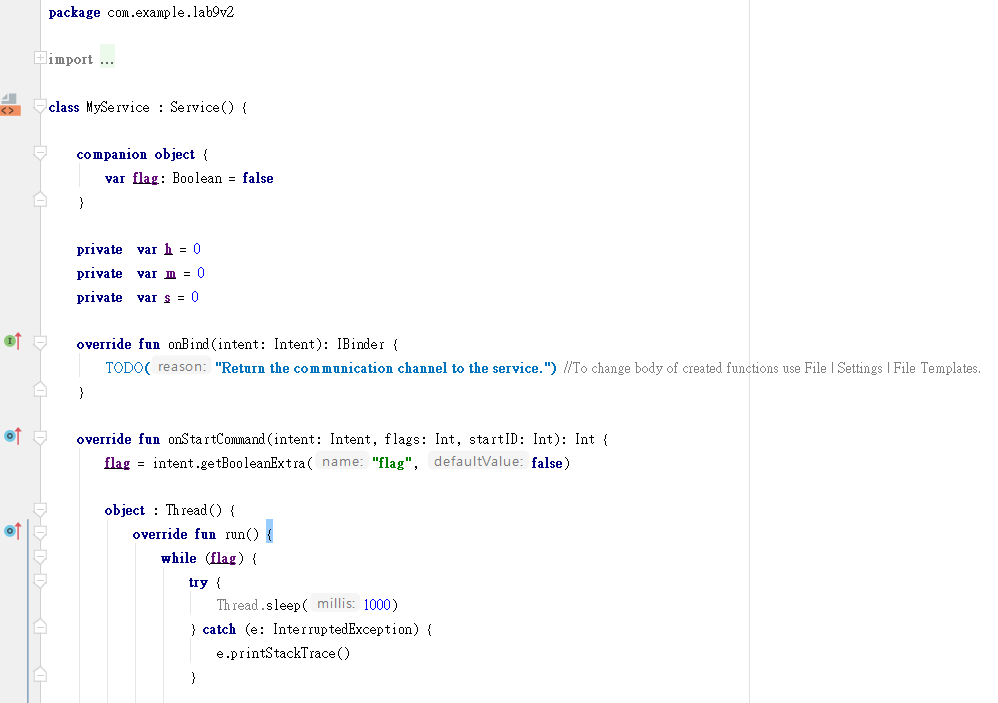 package com.example.lab9v2
import ...
class MyService : Service() {
companion object {
var flag: Boolean = false
}
private var h = 0
private var m = 0
private var s = 0
override fun onBind(intent: Intent): IBinder {
TODO( reason: "Return the communication channel to the service.") //To change body of created functions use File | Settings | File Templates.
}
override fun onStartCommand(intent: Intent, flags: Int, startID: Int): Int {
flag = intent.getBooleanExtra( name: "flag", defaultValue: false)
object : Thread() {
override fun run() {
while (flag) {
try {
Thread.sleep( millis: 1000)
} catch (e: InterruptedException) {
e.printStackTrace()
}